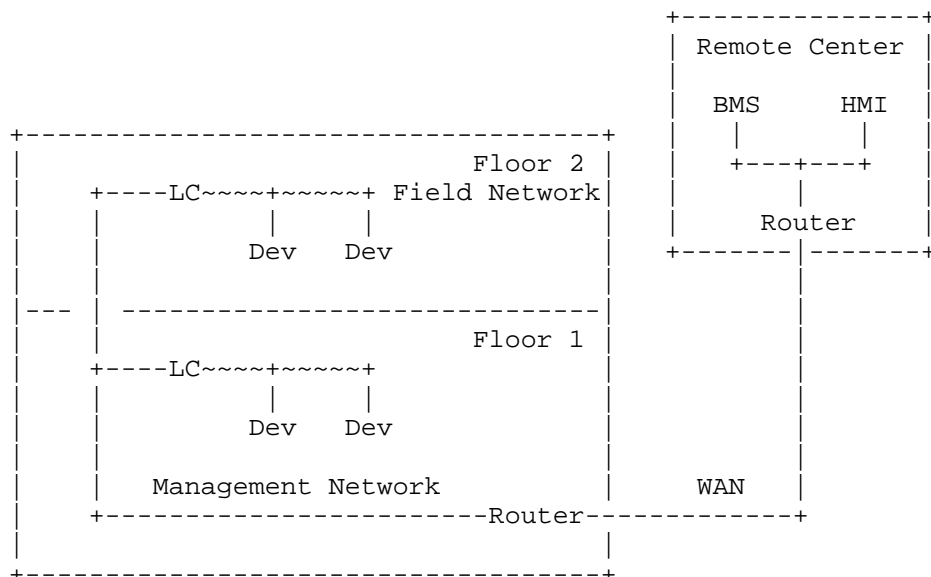 Remote Center
BMS HMI
Floor 2
LC Field Network
Router
Dev Dev
Floor 1
LC
Dev Dev
Management Network WAN
Router